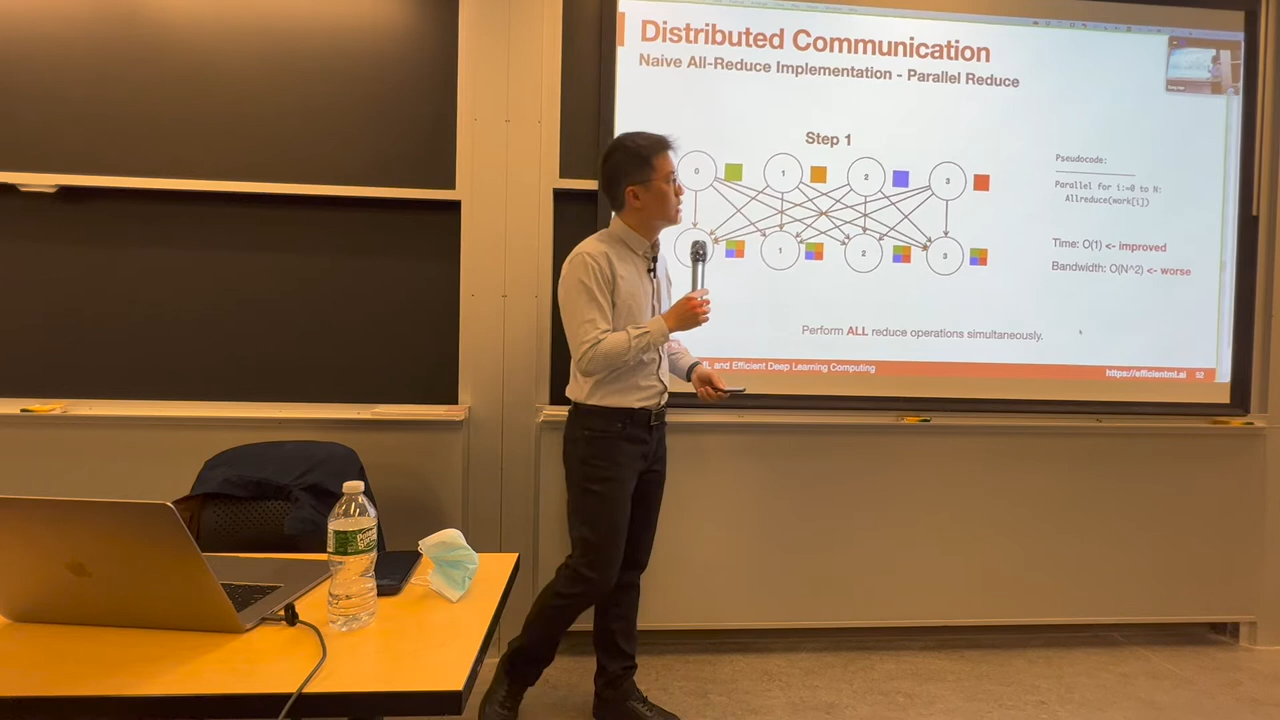 Distributed Communication
Naive All-Reduce Implementation - Parallel Reduce
Step 1
0
1
2
3
1
2
3
Pseudocode:
Parallel for i:=0 to N:
Allreduce(work[i])
Time: O(1) <- improved
Bandwidth: O(N^2) <- worse
Perform ALL reduce operations simultaneously.
and Efficient Deep Learning Computing
https://efficientml.ai
52